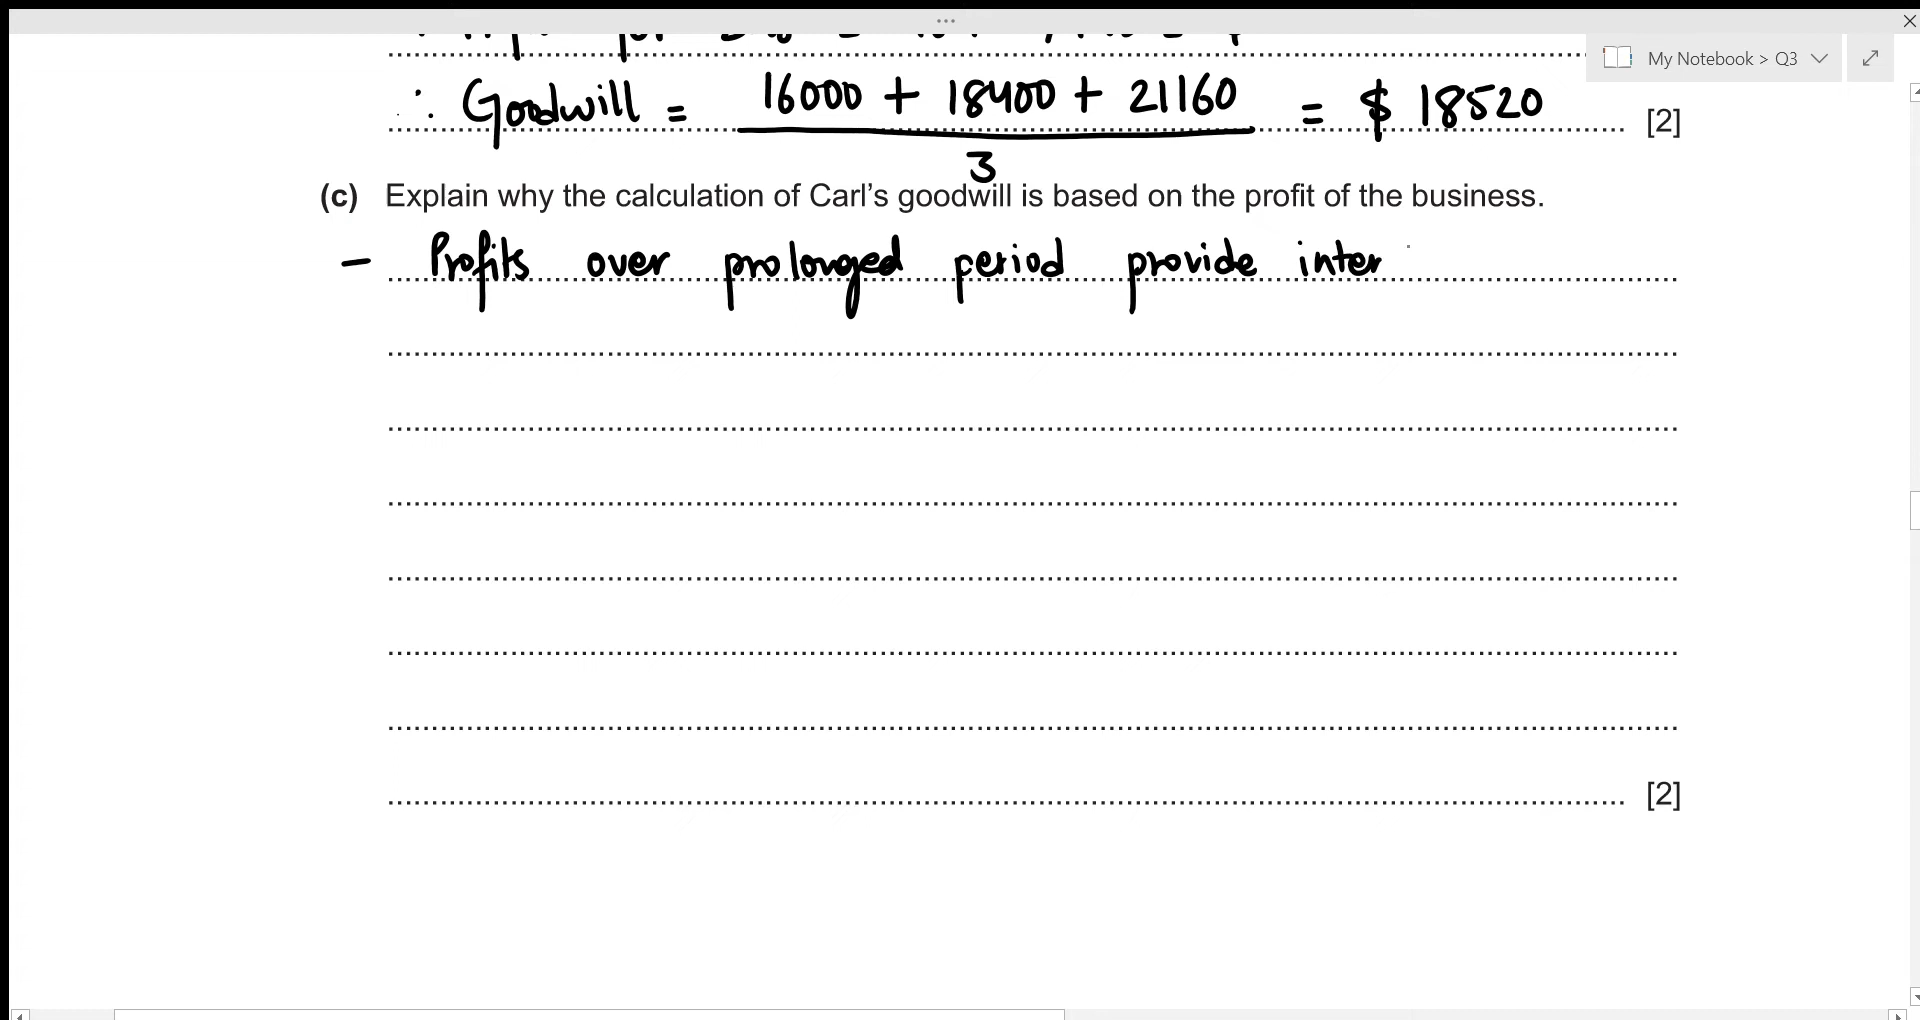 My Notebook > Q3
∴ Goodwill = 16000 + 18400 + 21160 = $ 18520 [2]
3
(c) Explain why the calculation of Carl's goodwill is based on the profit of the business.
– Profits over prolonged period provide inter
[2]